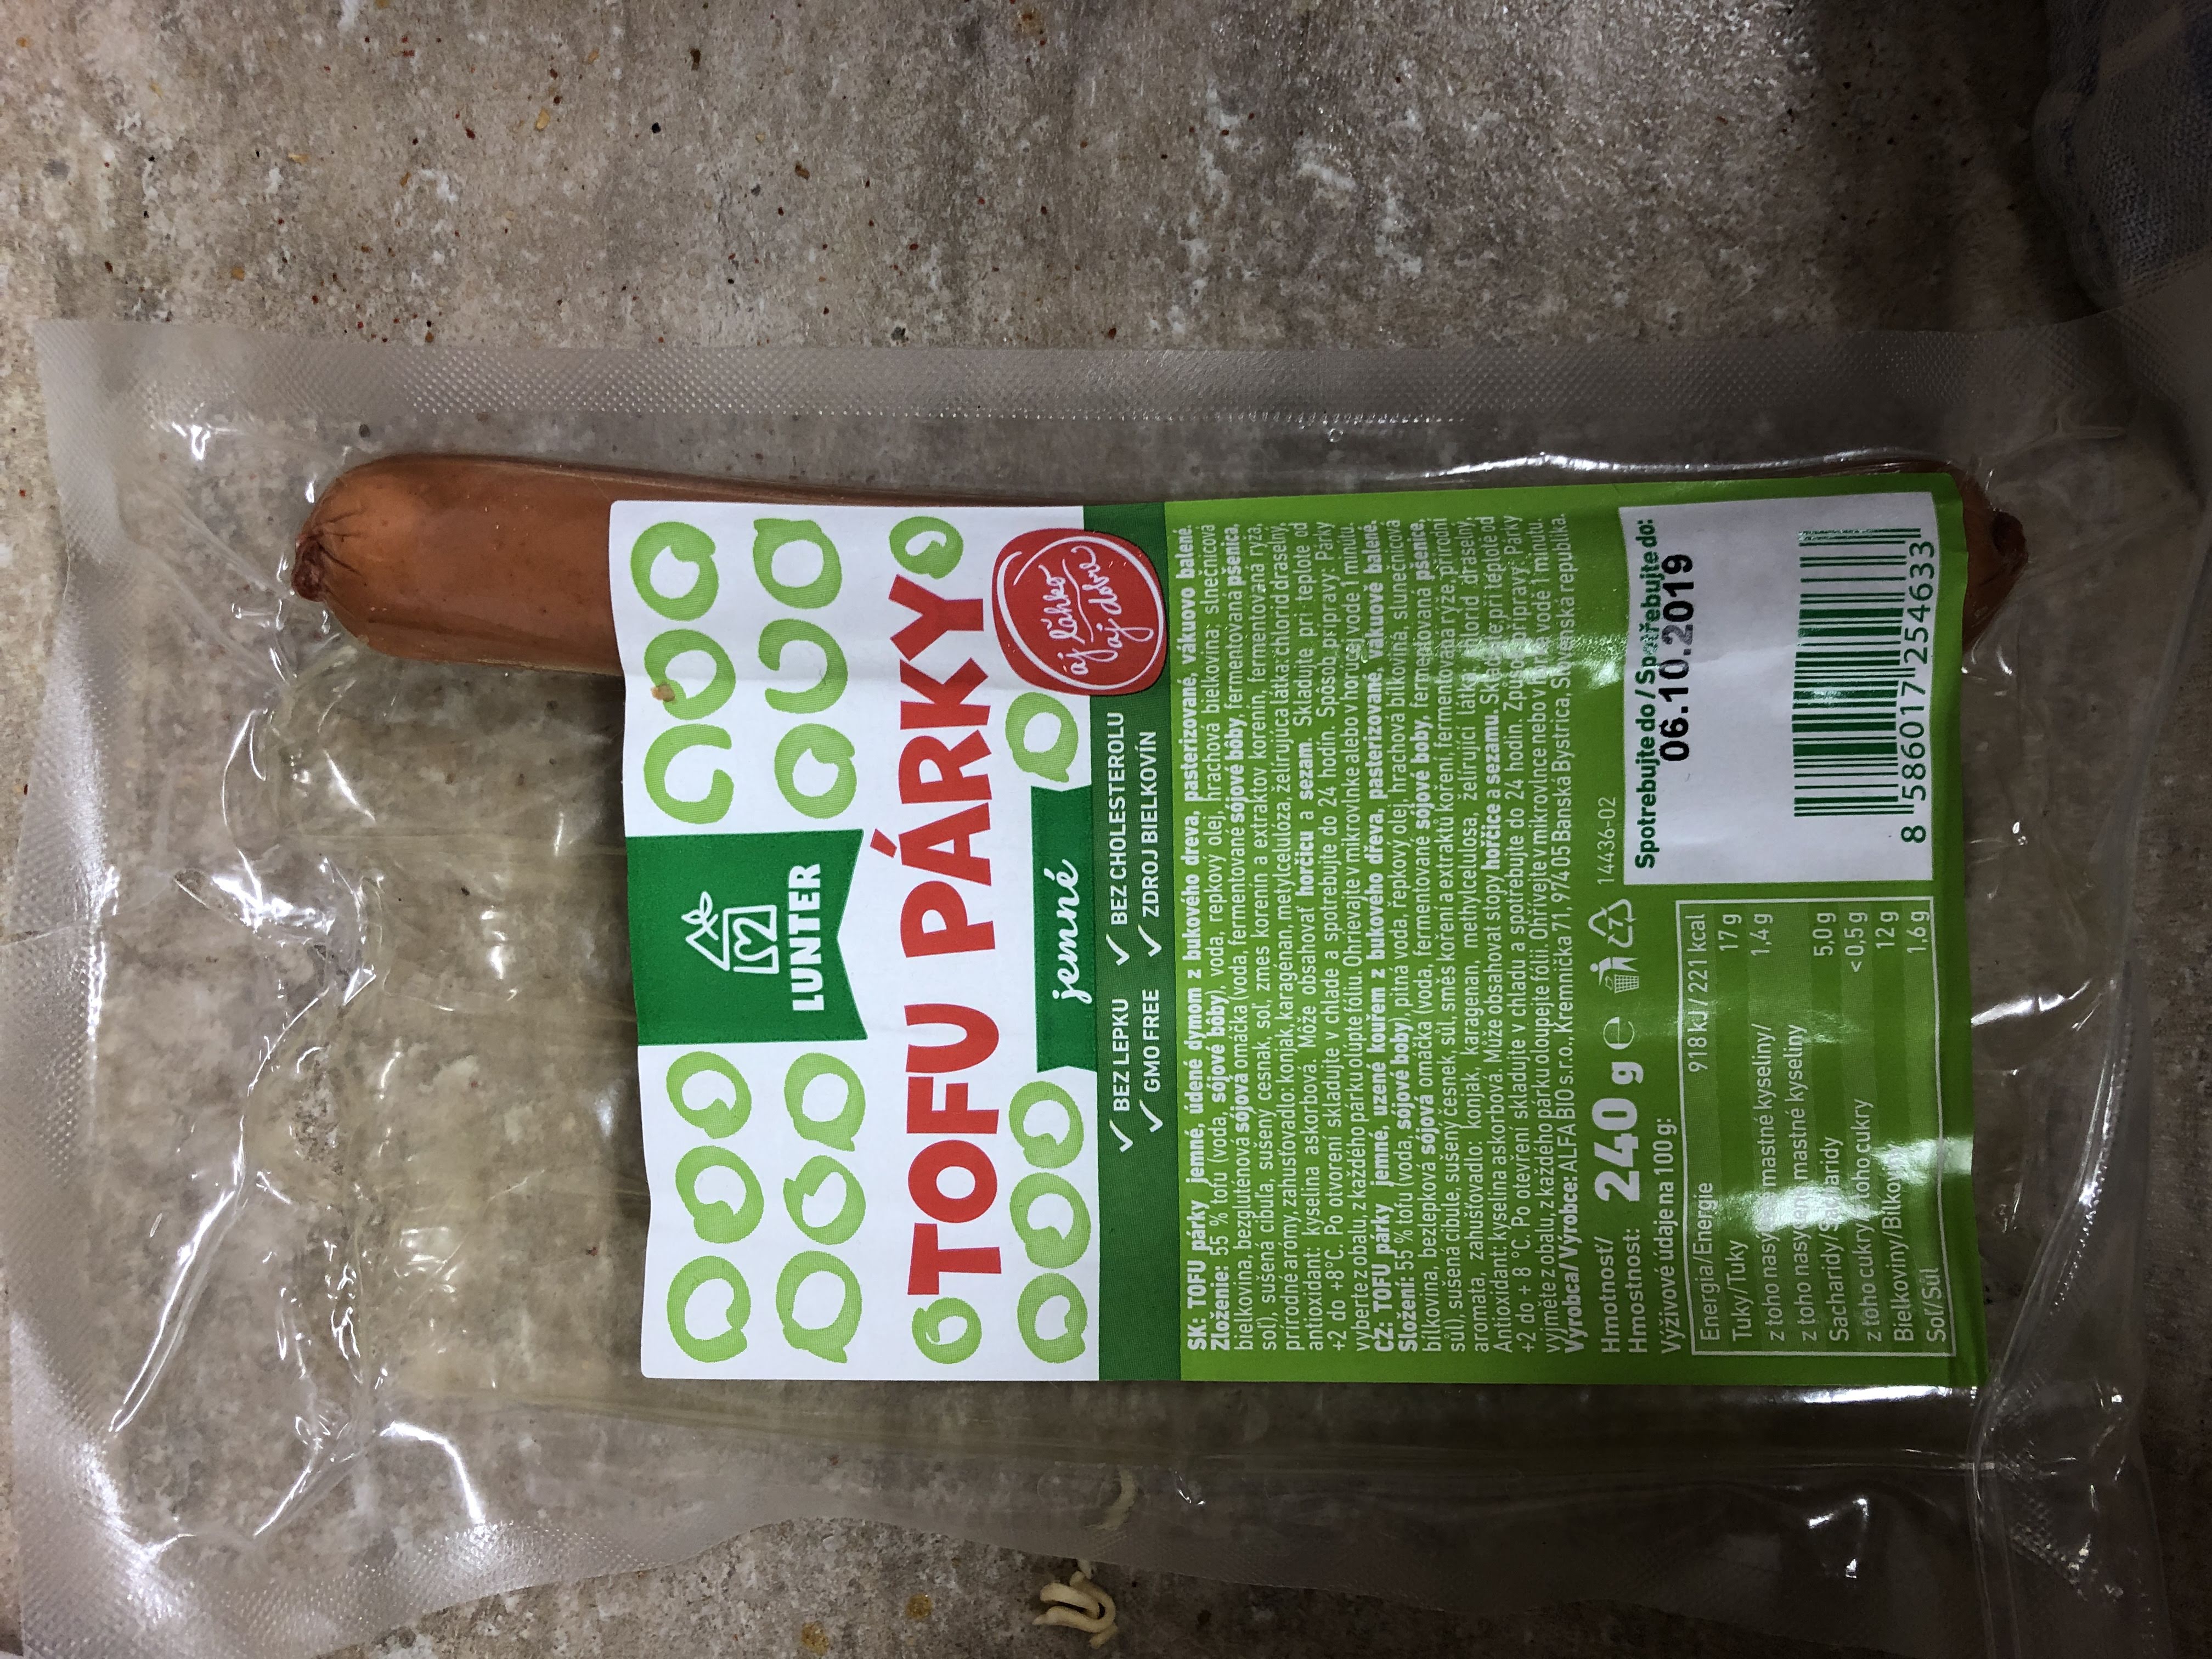 LUNTER
TOFU PÁRKY
jemné
aj ľahko
aj dobre
✓ BEZ LEPKU ✓ BEZ CHOLESTEROLU
✓ GMO FREE ✓ ZDROJ BIELKOVÍN
SK: TOFU párky jemné, údené dymom z bukového dreva, pasterizované, vákuovo balené.
Zloženie: 55 % tofu (voda, sójové bôby), voda, repkový olej, hrachová bielkovina, slnečnicová
bielkovina, bezgluténová sójová omáčka (voda, fermentované sójové bôby, fermentovaná pšenica,
soľ), sušená cibuľa, sušený cesnak, soľ, zmes korenín a extraktov korenín, fermentovaná ryža,
prírodné arómy, zahusťovadlo: konjak, karagénan, metylcelulóza, želírujúca látka: chlorid draselný,
antioxidant: kyselina askorbová. Môže obsahovať horčicu a sezam. Skladujte pri teplote od
+2 do +8°C. Po otvorení skladujte v chlade a spotrebujte do 24 hodín. Spôsob prípravy: Párky
vyberte z obalu, z každého párku olúpte fóliu. Ohrievajte v mikrovlnke alebo v horúcej vode 1 minútu.
CZ: TOFU párky jemné, uzené kouřem z bukového dřeva, pasterizované, vakuově balené.
Složení: 55 % tofu (voda, sójové boby), pitná voda, řepkový olej, hrachová bílkovina, slunečnicová
bílkovina, bezlepková sójová omáčka (voda, fermentované sójové boby, fermentovaná pšenice,
sůl), sušená cibule, sušený česnek, sůl, směs koření a extraktů koření, fermentovaná rýže, přírodní
aromata, zahušťovadlo: konjak, karagenan, methylcelulosa, želírující látka: chlorid draselný,
Antioxidant: kyselina askorbová. Může obsahovat stopy hořčice a sezamu. Skladujte při teplotě od
+2 do + 8 °C. Po otevření skladujte v chladu a spotřebujte do 24 hodin. Způsob přípravy: Párky
vyjměte z obalu, z každého párku oloupejte fólii. Ohřívejte v mikrovlnce nebo v horké vodě 1 minutu.
Výrobca/ Výrobce: ALFA BIO s.r.o., Kremnička 71, 974 05 Banská Bystrica, Slovenská republika.
Hmotnosť/
Hmostnost: 240 g ℮
7
14436-02
Výživové údaje na 100 g:
Energia/Energie 918 kJ / 221 kcal
Tuky/Tuky 17 g
z toho nasýtené mastné kyseliny/
z toho nasycené mastné kyseliny 1,4 g
Sacharidy/Sacharidy 5,0 g
z toho cukry/z toho cukry <0,5 g
Bielkoviny/Bílkoviny 12 g
Soľ/Sůl 1,6 g
Spotrebujte do / Spotřebujte do:
06.10.2019
8 586017 254633